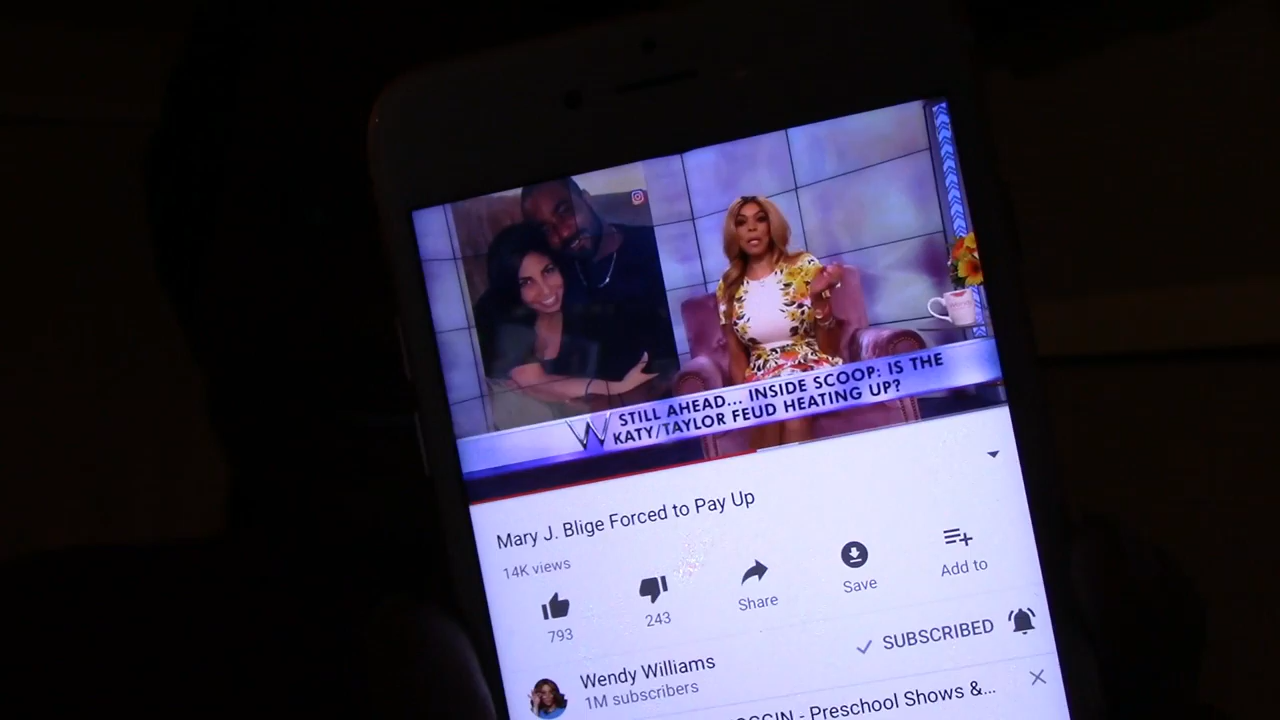 STILL AHEAD... INSIDE SCOOP: IS THE
KATY/TAYLOR FEUD HEATING UP?
Mary J. Blige Forced to Pay Up
14K views
793
243
Share
Save
Add to
Wendy Williams
1M subscribers
SUBSCRIBED
- Preschool Shows &...